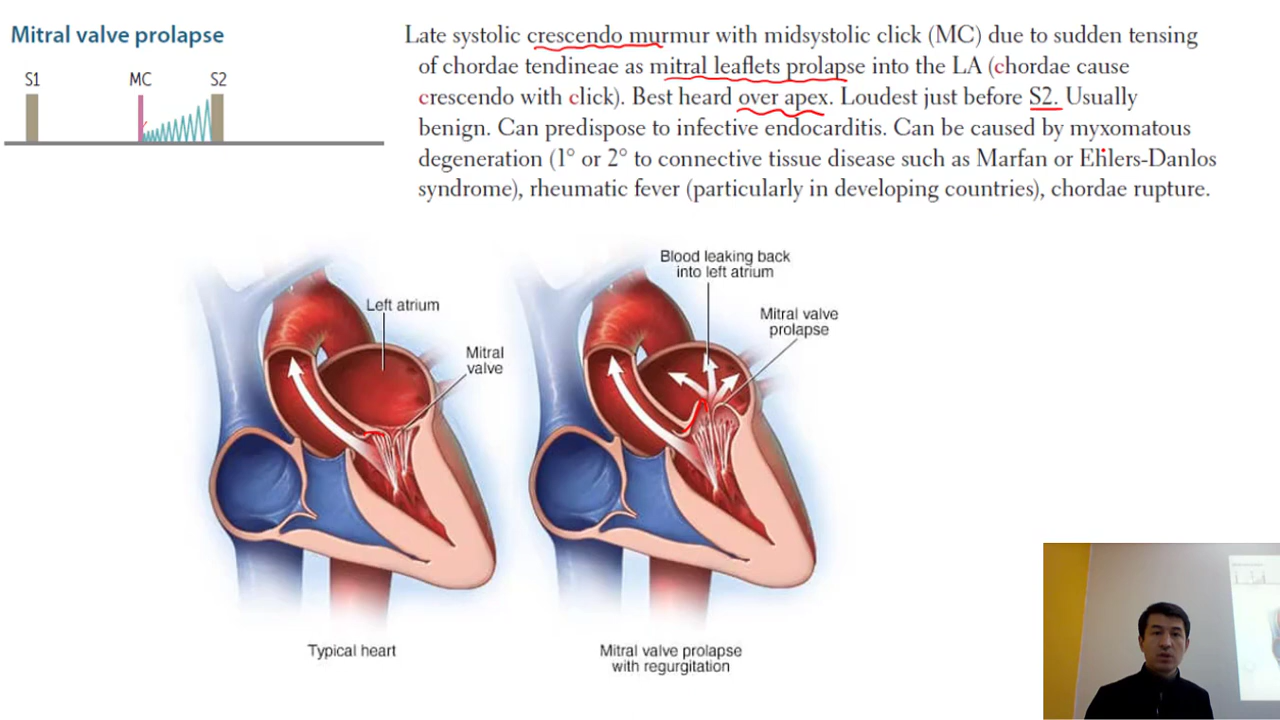 Mitral valve prolapse
S1 MC S2
Late systolic crescendo murmur with midsystolic click (MC) due to sudden tensing
of chordae tendineae as mitral leaflets prolapse into the LA (chordae cause
crescendo with click). Best heard over apex. Loudest just before S2. Usually
benign. Can predispose to infective endocarditis. Can be caused by myxomatous
degeneration (1° or 2° to connective tissue disease such as Marfan or Ehlers-Danlos
syndrome), rheumatic fever (particularly in developing countries), chordae rupture.
Left atrium
Mitral
valve
Typical heart
Blood leaking back
into left atrium
Mitral valve
prolapse
Mitral valve prolapse
with regurgitation